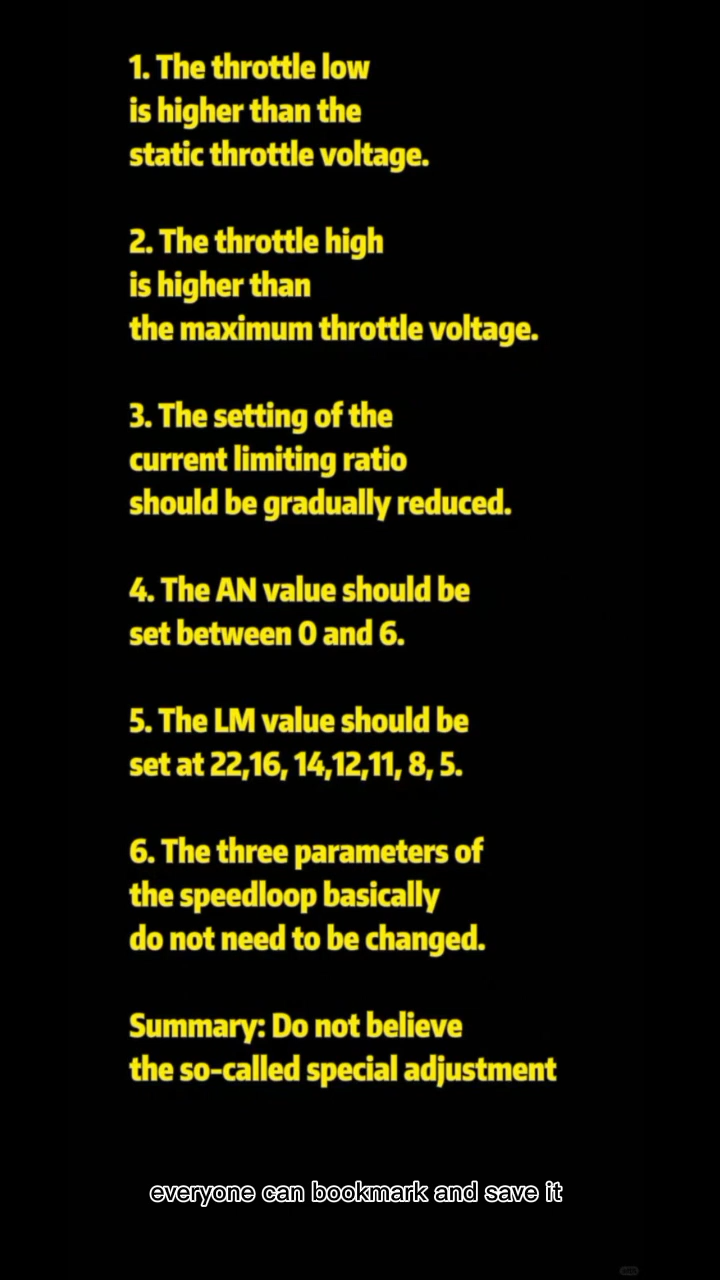 1. The throttle low
is higher than the
static throttle voltage.
2. The throttle high
is higher than
the maximum throttle voltage.
3. The setting of the
current limiting ratio
should be gradually reduced.
4. The AN value should be
set between 0 and 6.
5. The LM value should be
set at 22,16, 14,12,11, 8, 5.
6. The three parameters of
the speedloop basically
do not need to be changed.
Summary: Do not believe
the so-called special adjustment
everyone can bookmark and save it